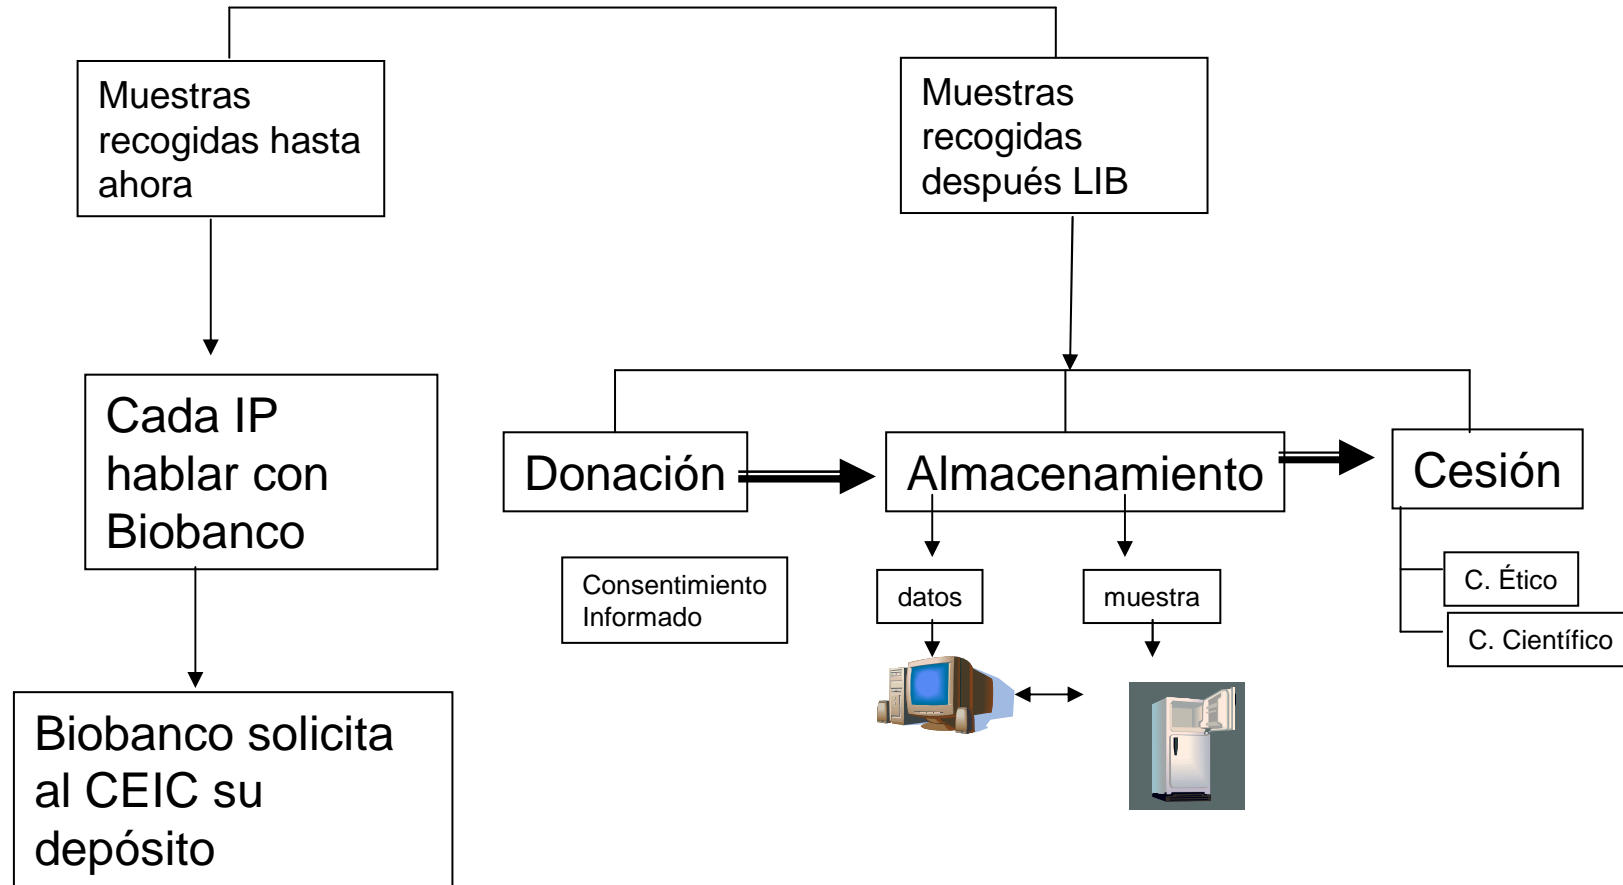 Muestras
recogidas hasta
ahora
Muestras
recogidas
después LIB
Cada IP
hablar con
Biobanco
Donación
Almacenamiento
Cesión
Consentimiento
Informado
datos
muestra
C. Ético
C. Científico
Biobanco solicita
al CEIC su
depósito